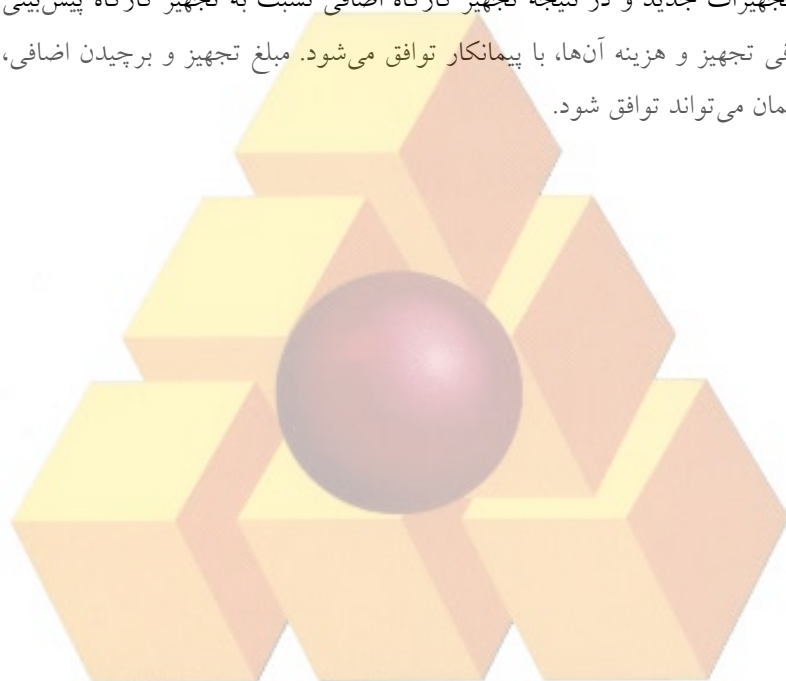 تجهیزات جدید و در نتیجه تجهیز کارگاه اضافی نسبت به تجهیز کارگاه پیش‌بینی
تجهیز و هزینه آن‌ها، با پیمانکار توافق می‌شود. مبلغ تجهیز و برچیدن اضافی،
می‌تواند توافق شود.